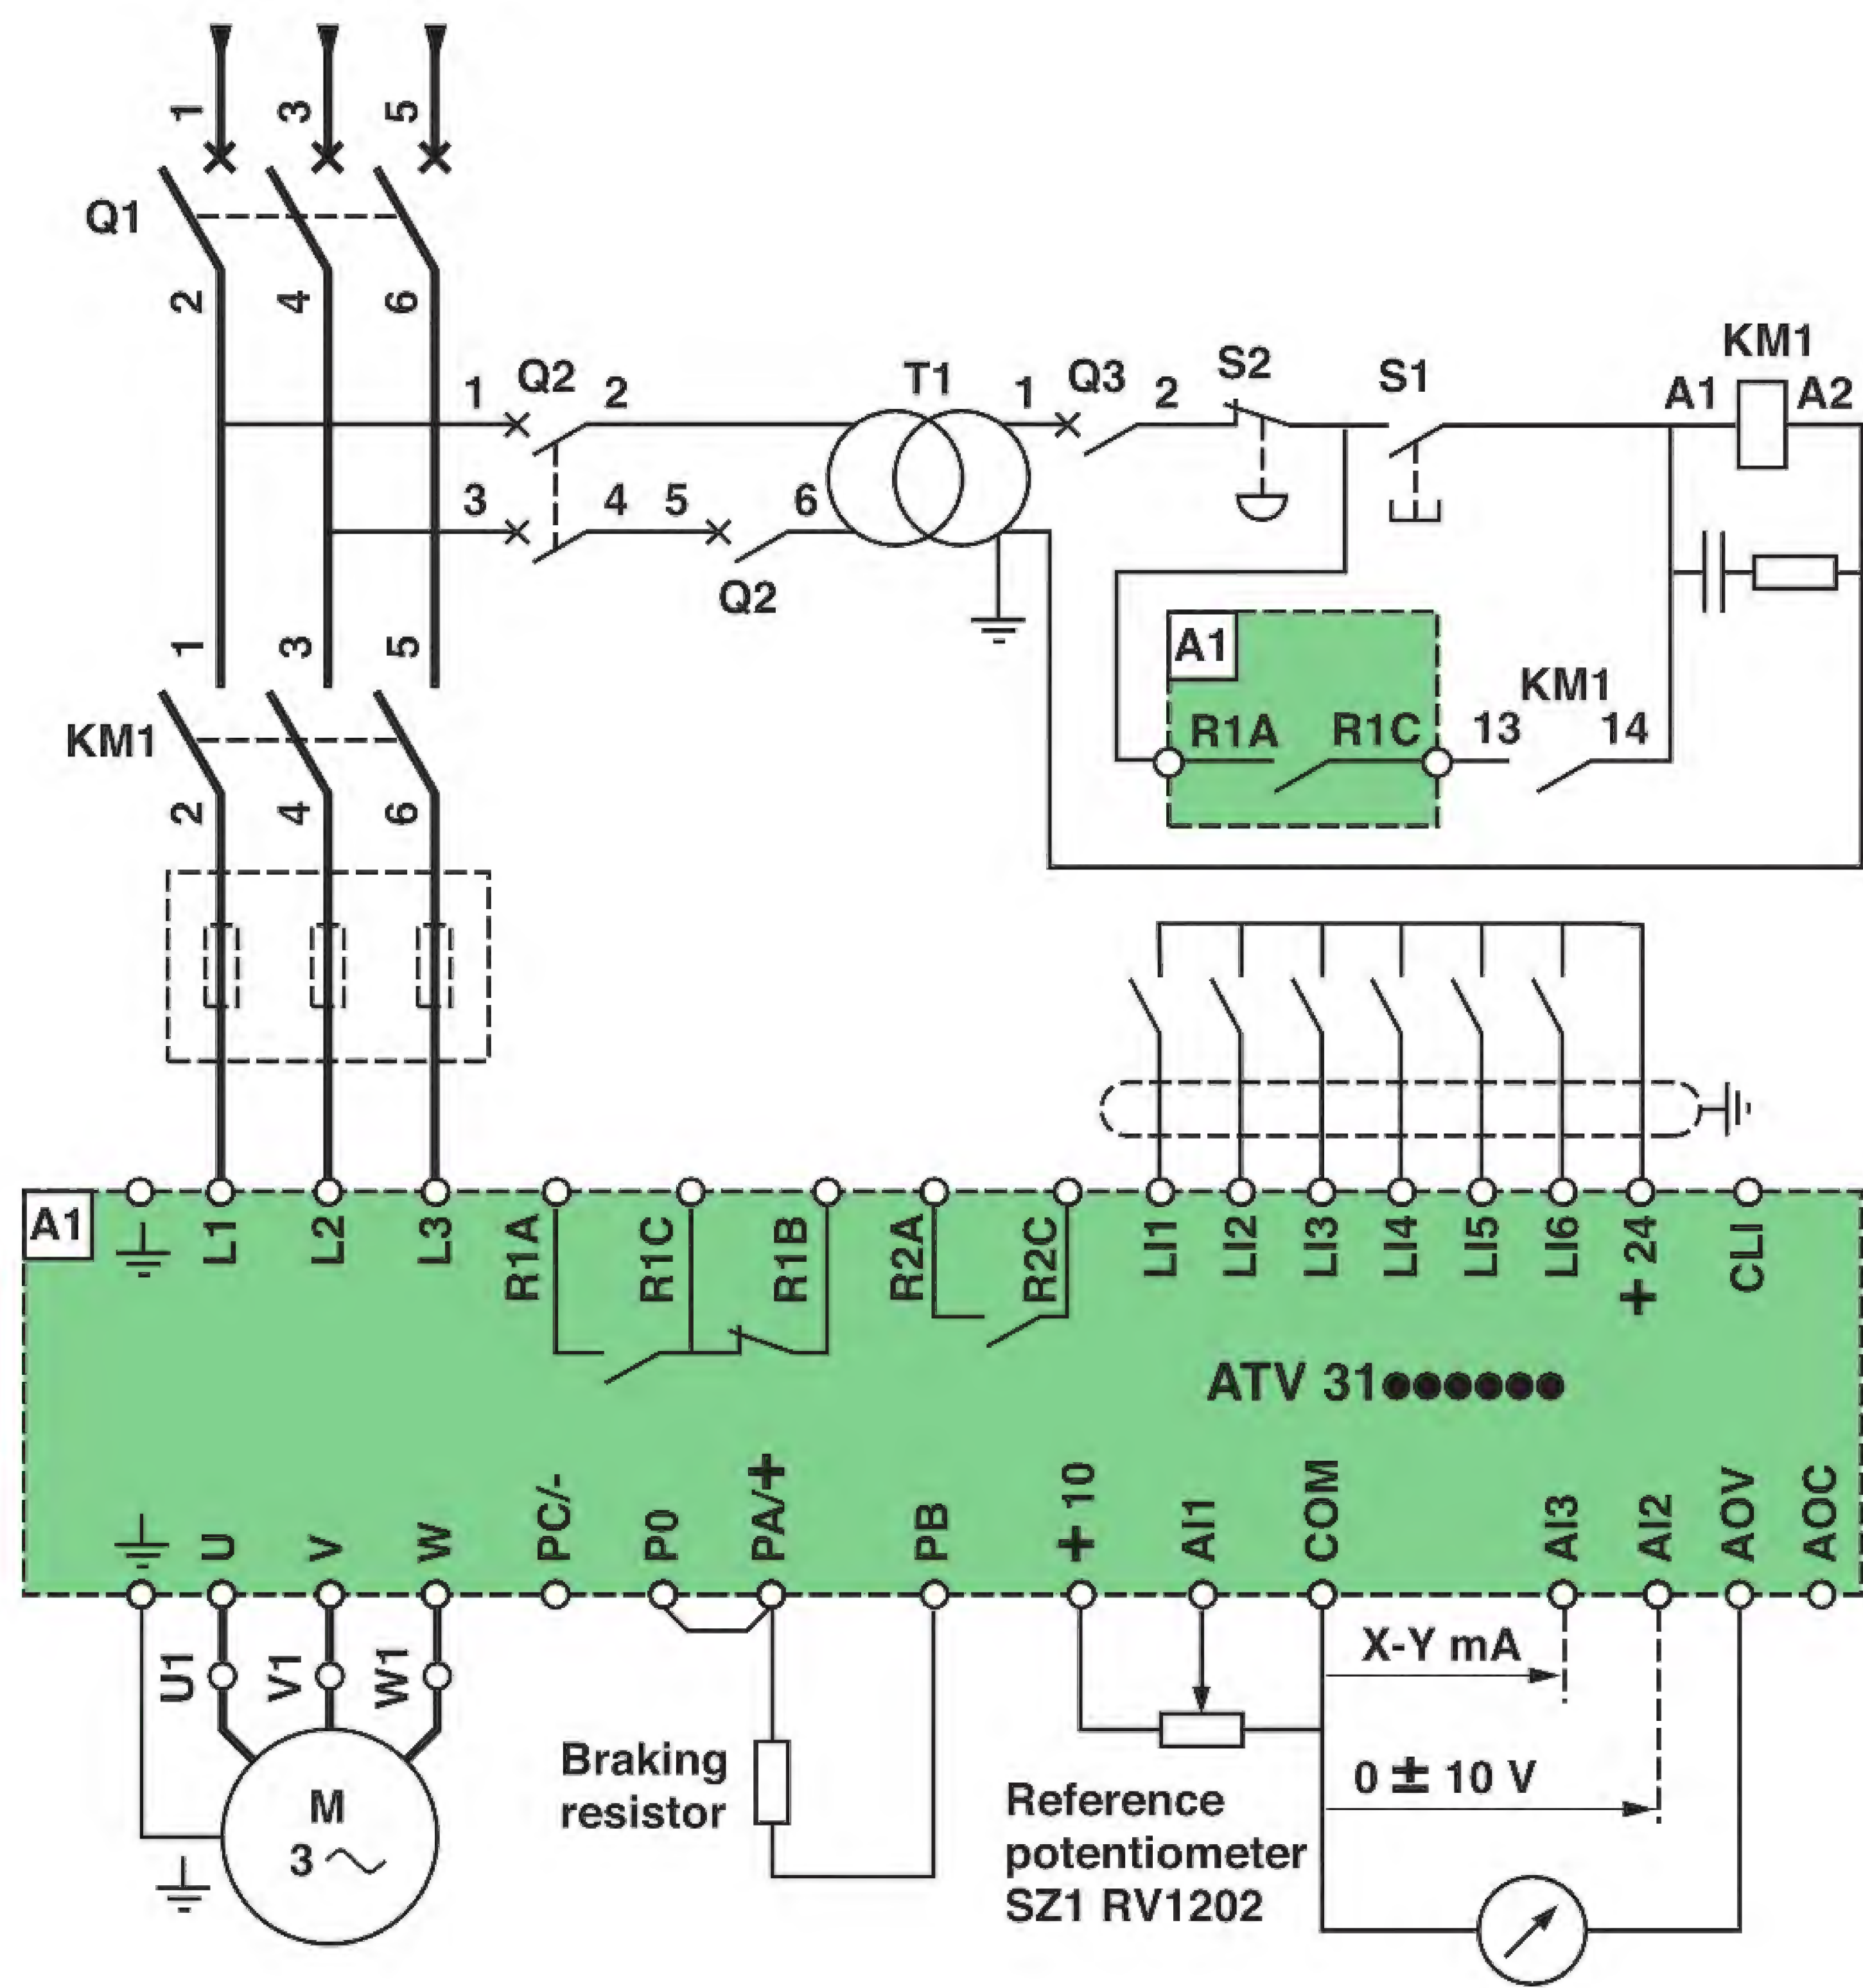 1 3 5
Q1
2 4 6
KM1
Q2 T1 Q3 S2 S1
1 2 1 2 A1 A2
3 4 5 6
Q2
1 3 5
A1
KM1
R1A R1C 13 14
KM1
2 4 6
A1
L1 L2 L3 R1A R1C R1B R2A R2C LI1 LI2 LI3 LI4 LI5 LI6 + 24 CLI
ATV 31●●●●●●
U V W PC/- P0 PA/+ PB + 10 AI1 COM AI3 AI2 AOV AOC
U1 V1 W1
X-Y mA
Braking
resistor
0 ± 10 V
M
3
Reference
potentiometer
SZ1 RV1202